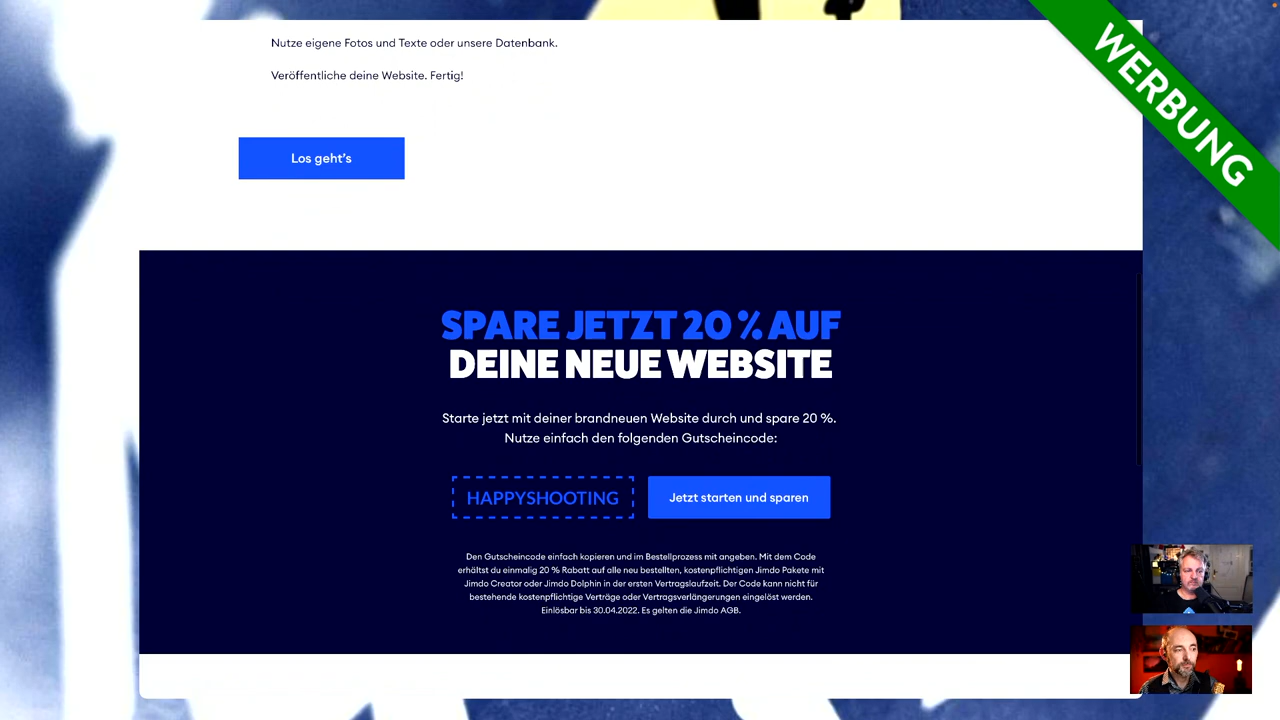 Nutze eigene Fotos und Texte oder unsere Datenbank.
Veröffentliche deine Website. Fertig!
WERBUNG
Los geht's
SPARE JETZT 20 % AUF
DEINE NEUE WEBSITE
Starte jetzt mit deiner brandneuen Website durch und spare 20 %.
Nutze einfach den folgenden Gutscheincode:
HAPPYSHOOTING
Jetzt starten und sparen
Den Gutscheincode einfach kopieren und im Bestellprozess mit angeben. Mit dem Code
erhältst du einmalig 20 % Rabatt auf alle neu bestellten, kostenpflichtigen Jimdo Pakete mit
Jimdo Creator oder Jimdo Dolphin in der ersten Vertragslaufzeit. Der Code kann nicht für
bestehende kostenpflichtige Verträge oder Vertragsverlängerungen eingelöst werden.
Einlösbar bis 30.04.2022. Es gelten die Jimdo AGB.